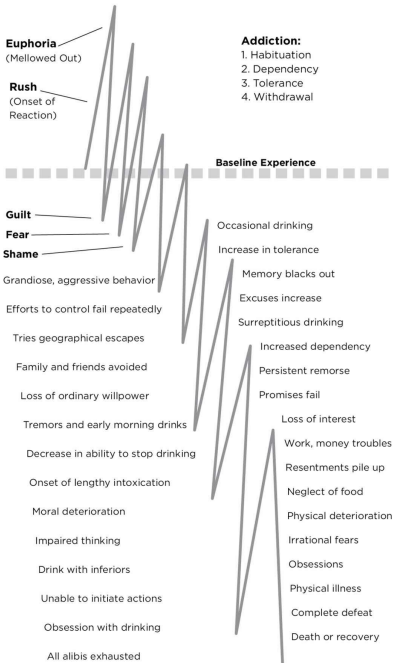 Euphoria
(Mellowed Out)
Rush
(Onset of
Reaction)
Addiction:
1. Habituation
2. Dependency
3. Tolerance
4. Withdrawal
Baseline Experience
Guilt
Fear
Shame
Grandiose, aggressive behavior
Efforts to control fail repeatedly
Tries geographical escapes
Family and friends avoided
Loss of ordinary willpower
Tremors and early morning drinks
Decrease in ability to stop drinking
Onset of lengthy intoxication
Moral deterioration
Impaired thinking
Drink with inferiors
Unable to initiate actions
Obsession with drinking
All alibis exhausted
Occasional drinking
Increase in tolerance
Memory blacks out
Excuses increase
Surreptitious drinking
Increased dependency
Persistent remorse
Promises fail
Loss of interest
Work, money troubles
Resentments pile up
Neglect of food
Physical deterioration
Irrational fears
Obsessions
Physical illness
Complete defeat
Death or recovery